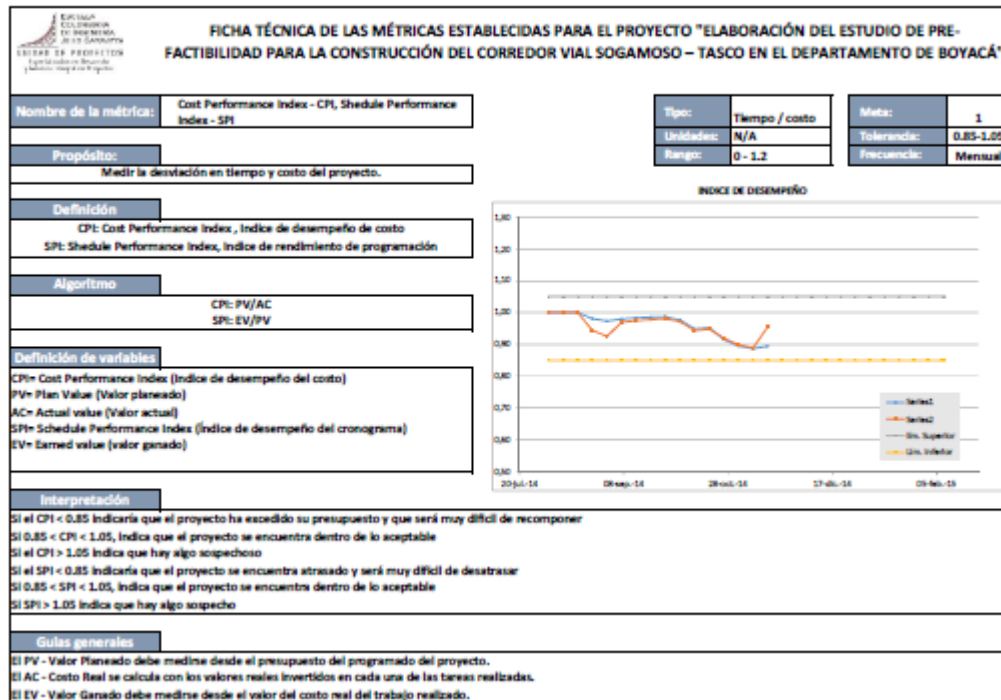 ESCUELA
COLOMBIANA
DE INGENIERÍA
JULIO GARAVITO
UNIDAD DE PROYECTOS
FICHA TÉCNICA DE LAS MÉTRICAS ESTABLECIDAS PARA EL PROYECTO "ELABORACIÓN DEL ESTUDIO DE PRE-
FACTIBILIDAD PARA LA CONSTRUCCIÓN DEL CORREDOR VIAL SOGAMOSO – TASCO EN EL DEPARTAMENTO DE BOYACÁ"
Nombre de la métrica:
Cost Performance Index - CPI, Shedule Performance
Index - SPI
Tipo: Tiempo / costo
Unidades: N/A
Rango: 0 - 1.2
Meta: 1
Tolerancia: 0.85-1.05
Frecuencia: Mensual
Propósito:
Medir la desviación en tiempo y costo del proyecto.
Definición
CPI: Cost Performance Index , Indice de desempeño de costo
SPI: Shedule Performance Index, Indice de rendimiento de programación
Algoritmo
CPI: PV/AC
SPI: EV/PV
Definición de variables
CPI= Cost Performance Index (Indice de desempeño del costo)
PV= Plan Value (Valor planeado)
AC= Actual value (Valor actual)
SPI= Schedule Performance Index (Índice de desempeño del cronograma)
EV= Earned value (valor ganado)
INDICE DE DESEMPEÑO
1,30
1,20
1,10
1,00
0,90
0,80
0,70
0,60
0,50
20-jul.-14
08-sep.-14
28-oct.-14
17-dic.-14
05-feb.-15
Series1
Series2
lim. Superior
Lim. Inferior
Interpretación
Si el CPI < 0.85 indicaría que el proyecto ha excedido su presupuesto y que será muy difícil de recomponer
Si 0.85 < CPI < 1.05, indica que el proyecto se encuentra dentro de lo aceptable
Si el CPI > 1.05 indica que hay algo sospechoso
Si el SPI < 0.85 indicaría que el proyecto se encuentra atrasado y será muy difícil de desatrasar
Si 0.85 < SPI < 1.05, indica que el proyecto se encuentra dentro de lo aceptable
Si SPI > 1.05 indica que hay algo sospecho
Guías generales
El PV - Valor Planeado debe medirse desde el presupuesto del programado del proyecto.
El AC - Costo Real se calcula con los valores reales invertidos en cada una de las tareas realizadas.
El EV - Valor Ganado debe medirse desde el valor del costo real del trabajo realizado.